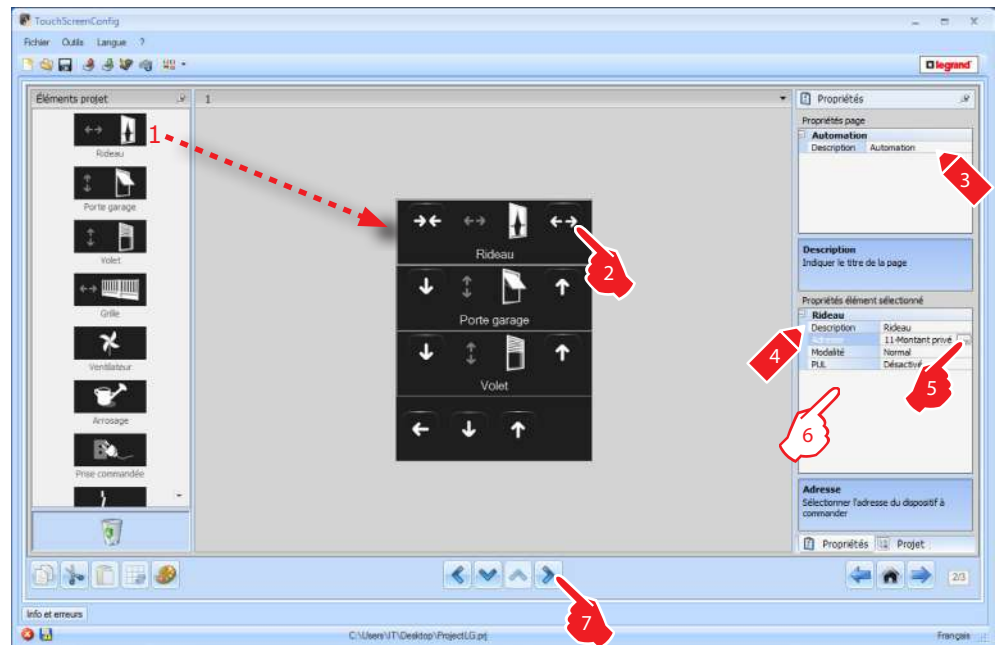 TouchScreenConfig
Fichier Outils Langue ?
legrand
Éléments projet
1
Propriétés
Rideau
Porte garage
Volet
Grille
Ventilateur
Arrosage
Prise commandée
1
Rideau
Porte garage
Volet
2
Propriétés page
Automation
Description Automation
3
Description
Indiquer le titre de la page
Propriétés élément sélectionné
Rideau
Description Rideau
Adresse 11-Montant privé
Modalité Normal
PUL Désactivé
4
5
6
Adresse
Sélectionner l'adresse du dispositif à
commander
Propriétés Projet
7
2/3
Info et erreurs
C:\Users\IT\Desktop\ProjectLG.prj
Français